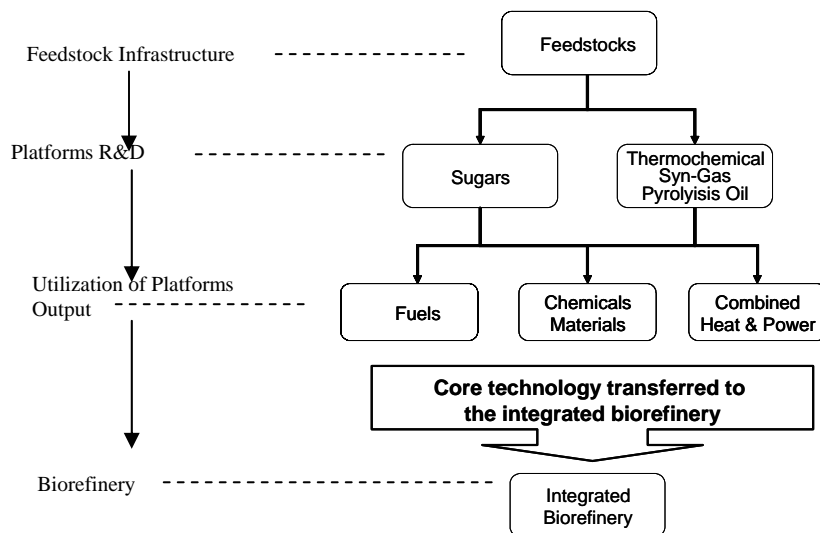 Feedstock Infrastructure
Feedstocks
Platforms R&D
Sugars
Thermochemical
Syn-Gas
Pyrolyisis Oil
Utilization of Platforms
Output
Fuels
Chemicals
Materials
Combined
Heat & Power
Core technology transferred to
the integrated biorefinery
Biorefinery
Integrated
Biorefinery